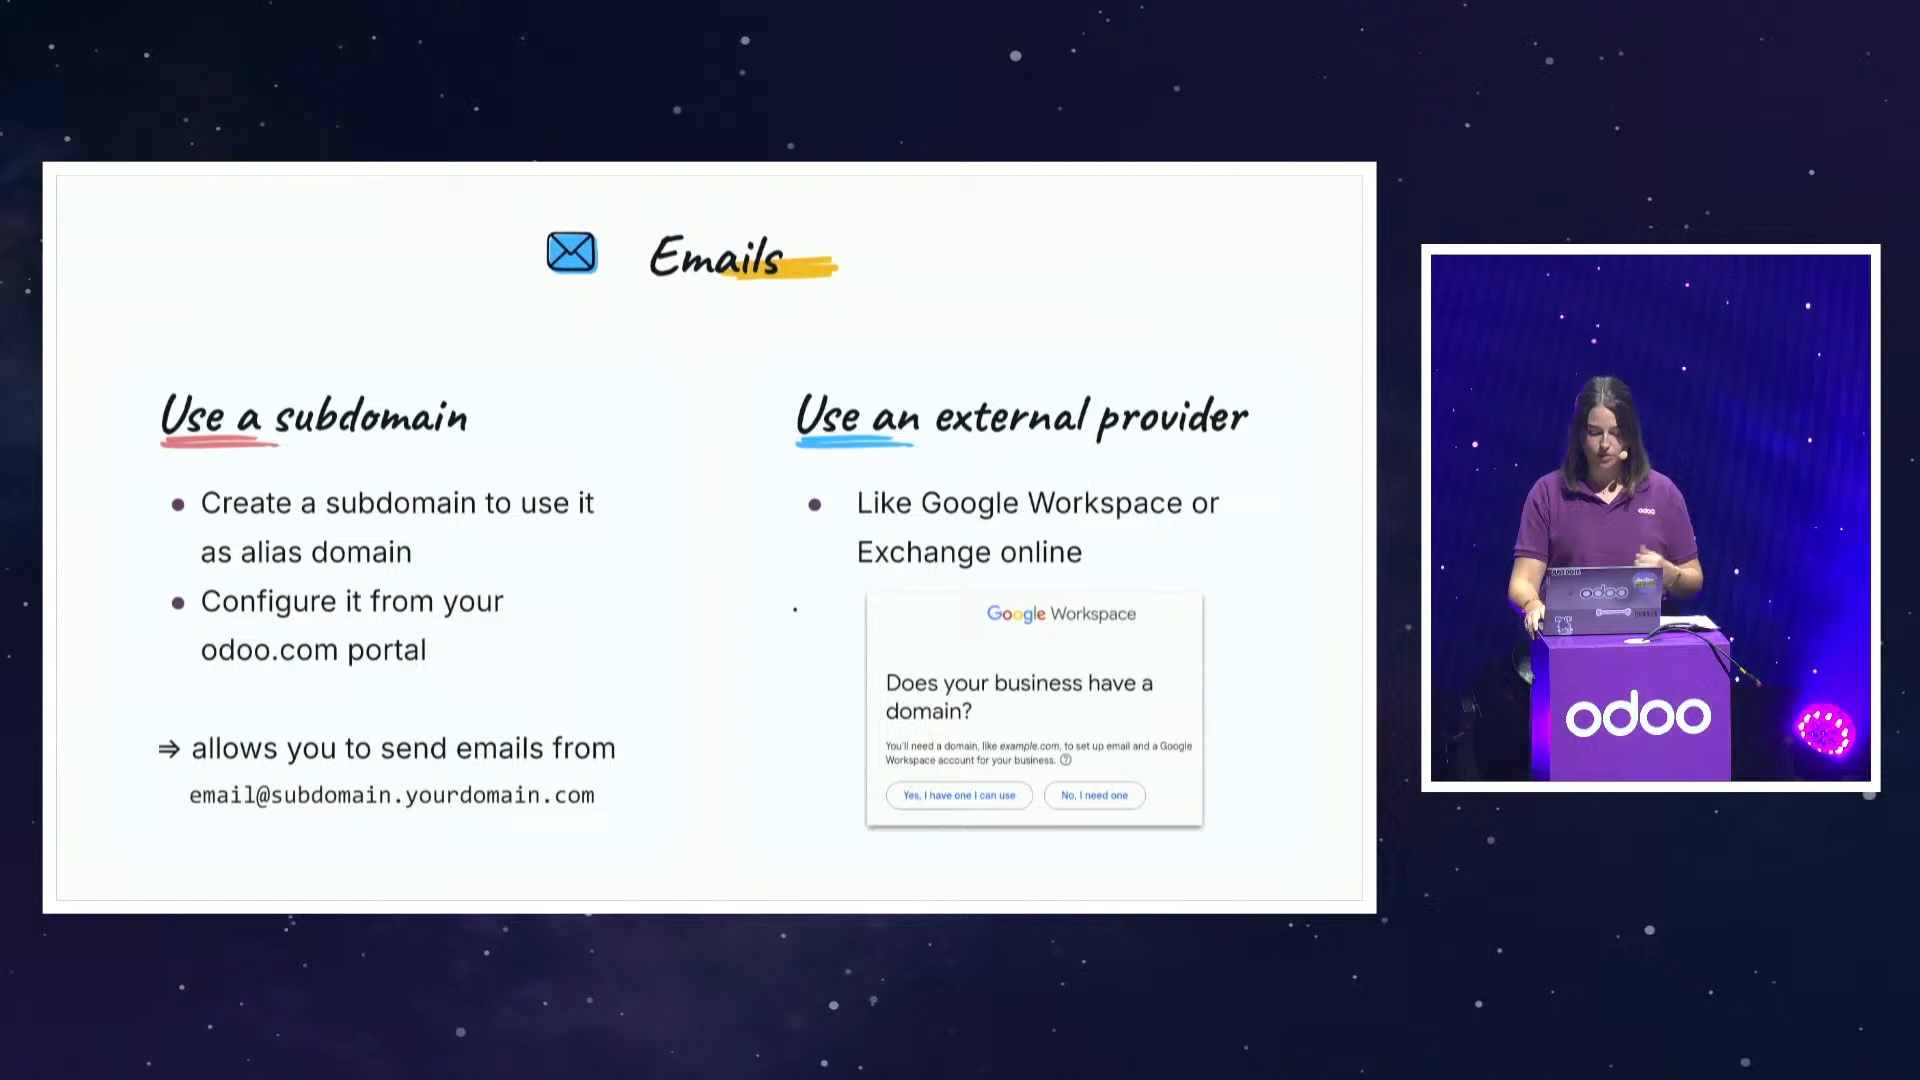 Emails
Use a subdomain
• Create a subdomain to use it
as alias domain
• Configure it from your
odoo.com portal
⇒ allows you to send emails from
email@subdomain.yourdomain.com
Use an external provider
• Like Google Workspace or
Exchange online
.
Google Workspace
Does your business have a
domain?
You'll need a domain, like example.com, to set up email and a Google
Workspace account for your business. ?
Yes, I have one I can use
No, I need one
odoo
odoo
odoo